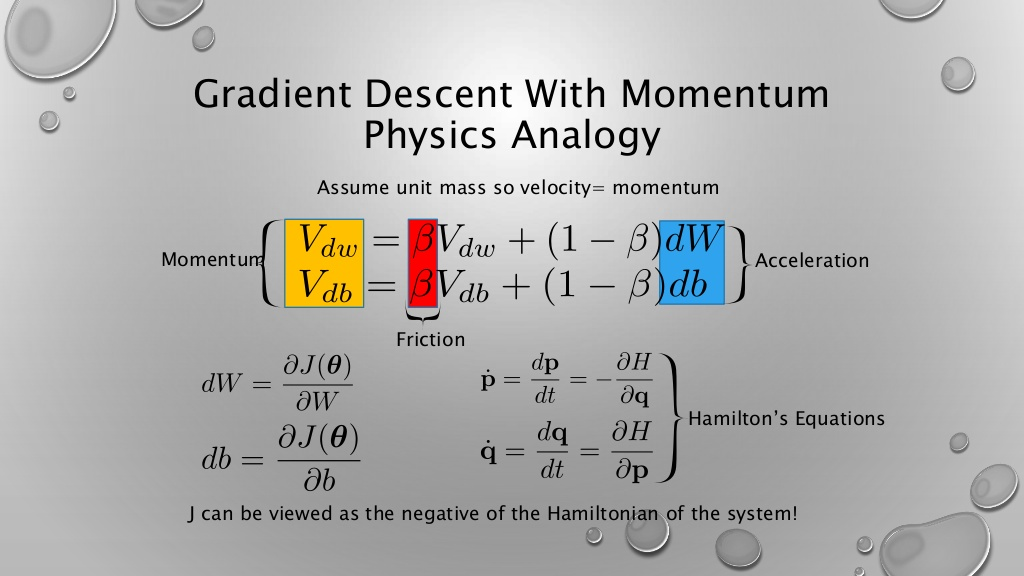 Gradient Descent With Momentum
Physics Analogy
Assume unit mass so velocity= momentum
Momentum
V_{dw} = βV_{dw} + (1 − β)dW
V_{db} = βV_{db} + (1 − β)db
Acceleration
Friction
dW = ∂J(θ)/∂W
db = ∂J(θ)/∂b
ṗ = dp/dt = −∂H/∂q
q̇ = dq/dt = ∂H/∂p
Hamilton's Equations
J can be viewed as the negative of the Hamiltonian of the system!